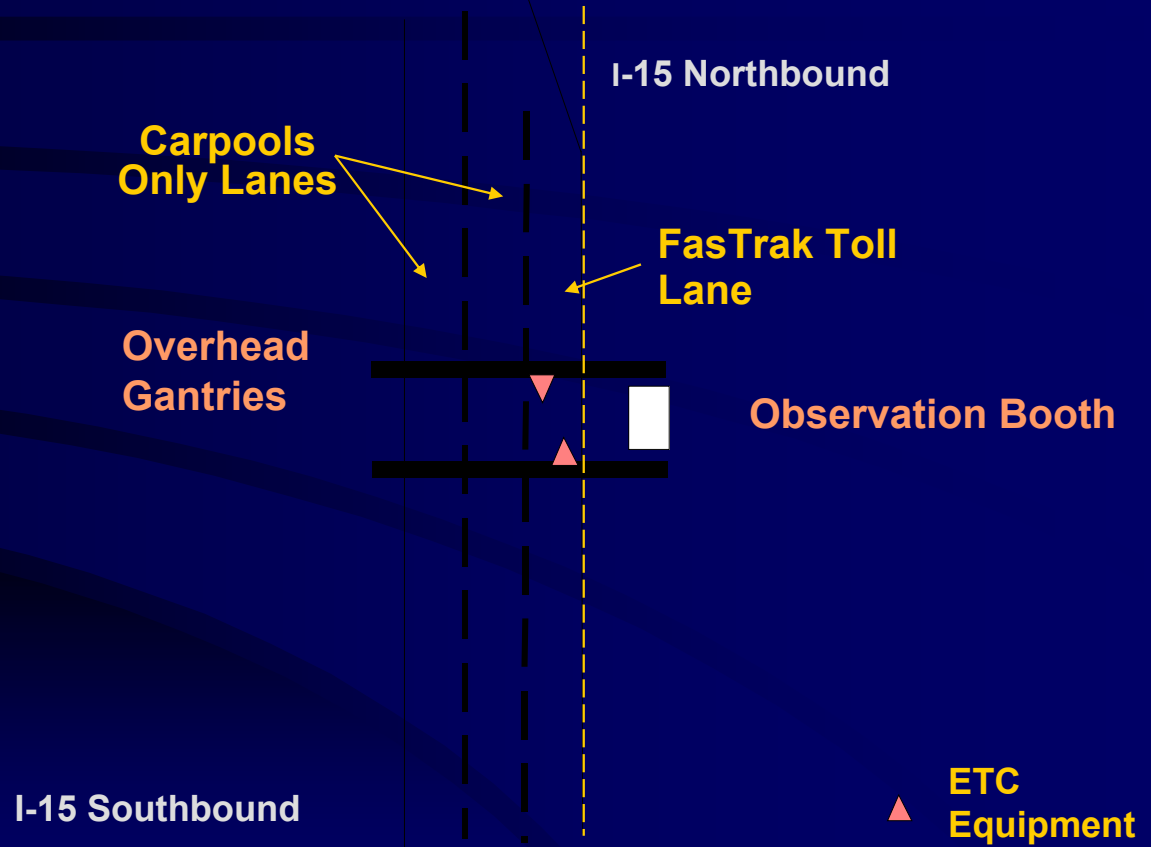 I-15 Northbound
Carpools
Only Lanes
FasTrak Toll
Lane
Overhead
Gantries
Observation Booth
I-15 Southbound
ETC
Equipment